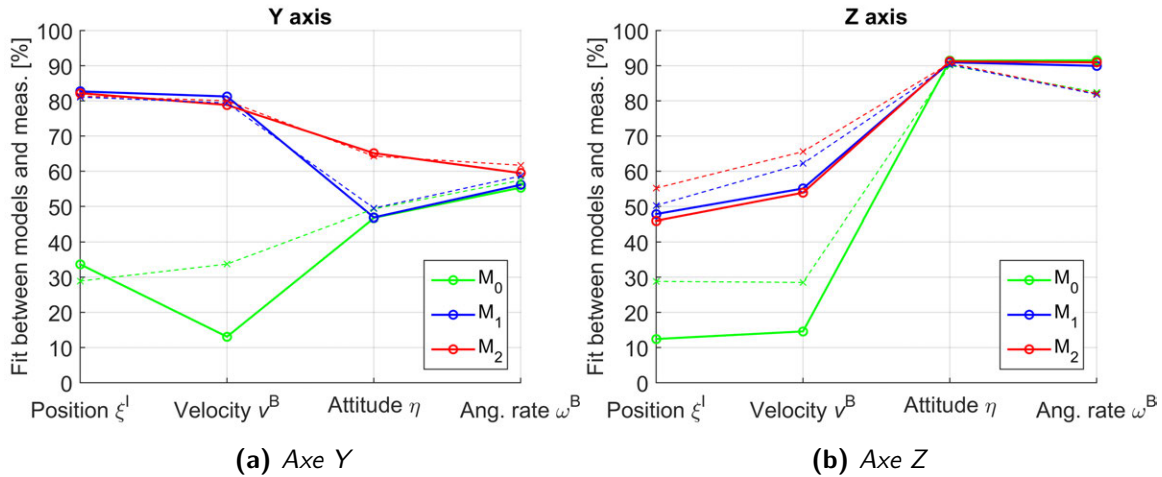 Y axis
Fit between models and meas. [%]
100
90
80
70
60
50
40
30
20
10
0
M₀
M₁
M₂
Position ξᴵ
Velocity vᴮ
Attitude η
Ang. rate ωᴮ
(a) Axe Y
Z axis
Fit between models and meas. [%]
100
90
80
70
60
50
40
30
20
10
0
M₀
M₁
M₂
Position ξᴵ
Velocity vᴮ
Attitude η
Ang. rate ωᴮ
(b) Axe Z